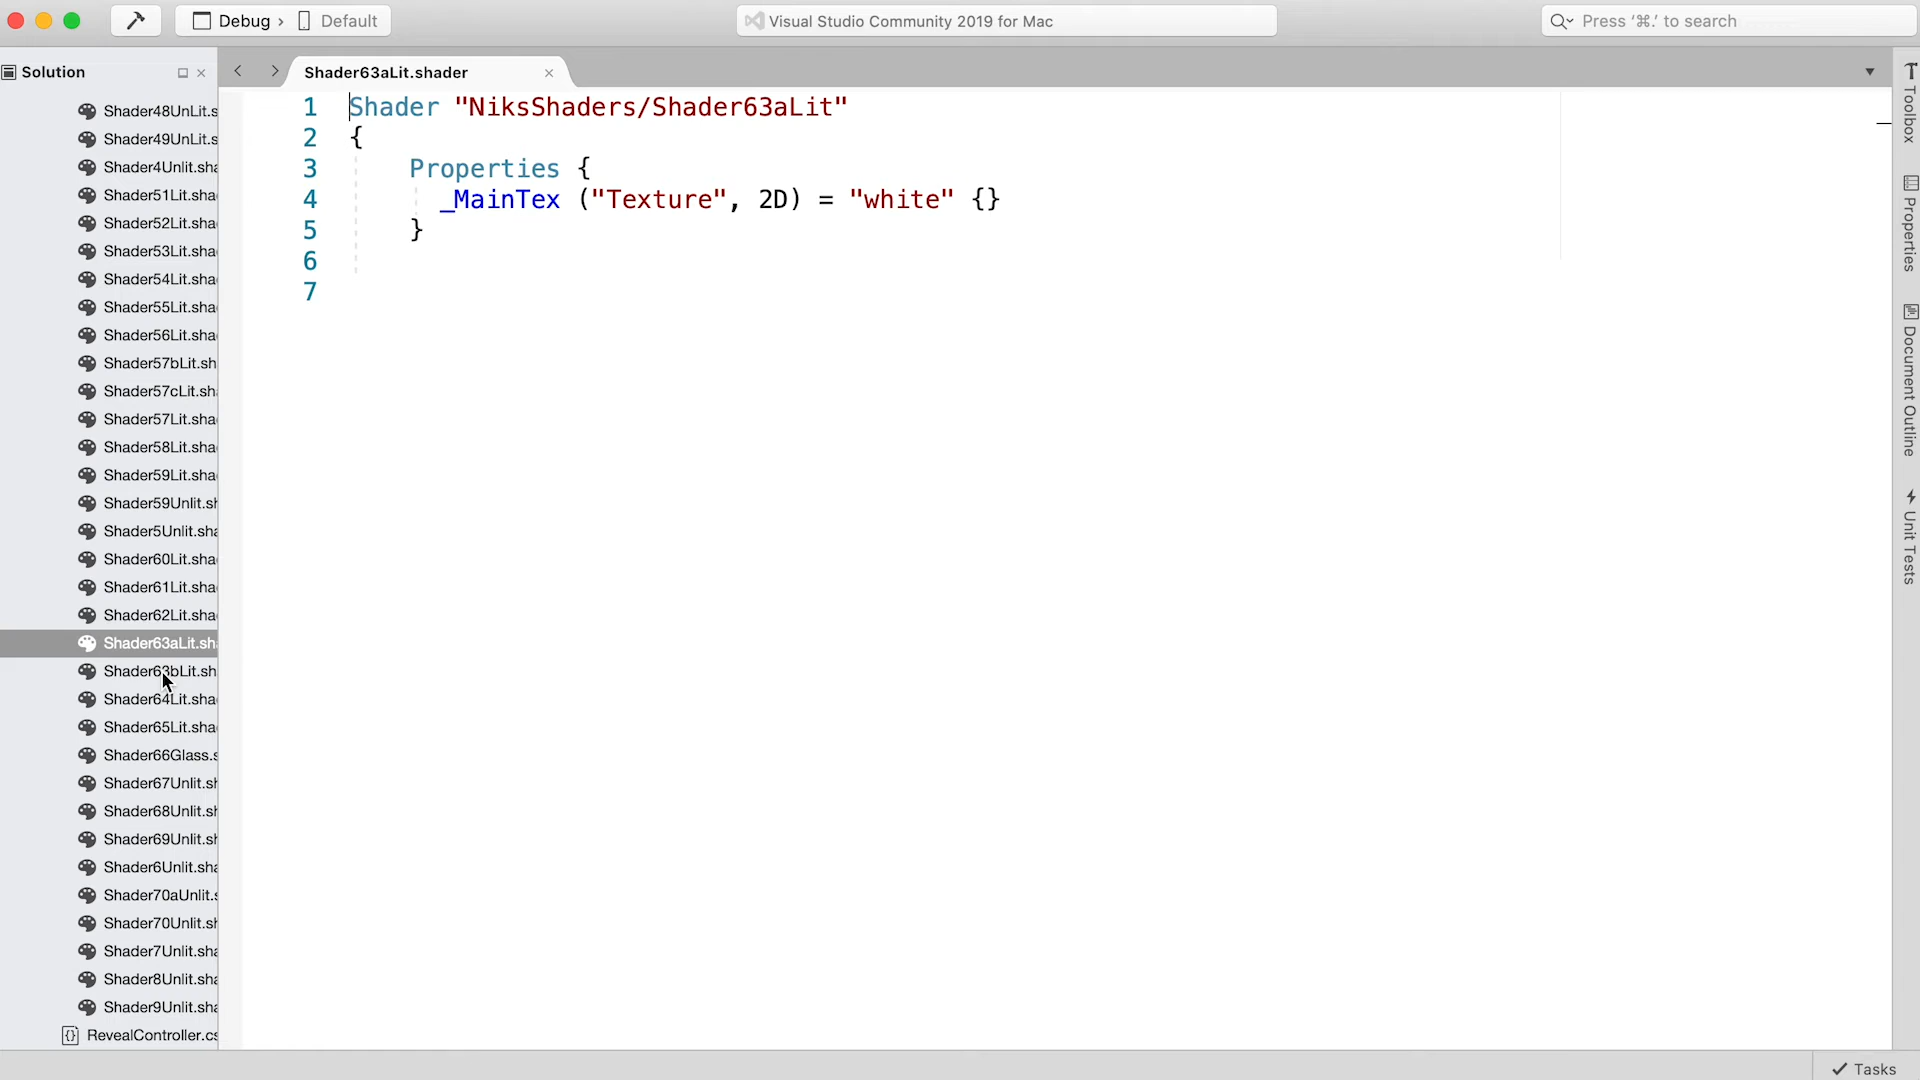 Debug › Default
Visual Studio Community 2019 for Mac
Press ‘⌘.’ to search
Solution
Shader63aLit.shader
Shader48UnLit.s
Shader49UnLit.s
Shader4Unlit.sha
Shader51Lit.sha
Shader52Lit.sha
Shader53Lit.sha
Shader54Lit.sha
Shader55Lit.sha
Shader56Lit.sha
Shader57bLit.sh
Shader57cLit.sh
Shader57Lit.sha
Shader58Lit.sha
Shader59Lit.sha
Shader59Unlit.sh
Shader5Unlit.sha
Shader60Lit.sha
Shader61Lit.sha
Shader62Lit.sha
Shader63aLit.sh
Shader63bLit.sh
Shader64Lit.sha
Shader65Lit.sha
Shader66Glass.s
Shader67Unlit.sh
Shader68Unlit.sh
Shader69Unlit.sh
Shader6Unlit.sha
Shader70aUnlit.s
Shader70Unlit.sh
Shader7Unlit.sha
Shader8Unlit.sha
Shader9Unlit.sha
{} RevealController.cs
1 Shader "NiksShaders/Shader63aLit"
2 {
3 Properties {
4 _MainTex ("Texture", 2D) = "white" {}
5 }
6
7
Toolbox
Properties
Document Outline
Unit Tests
Tasks